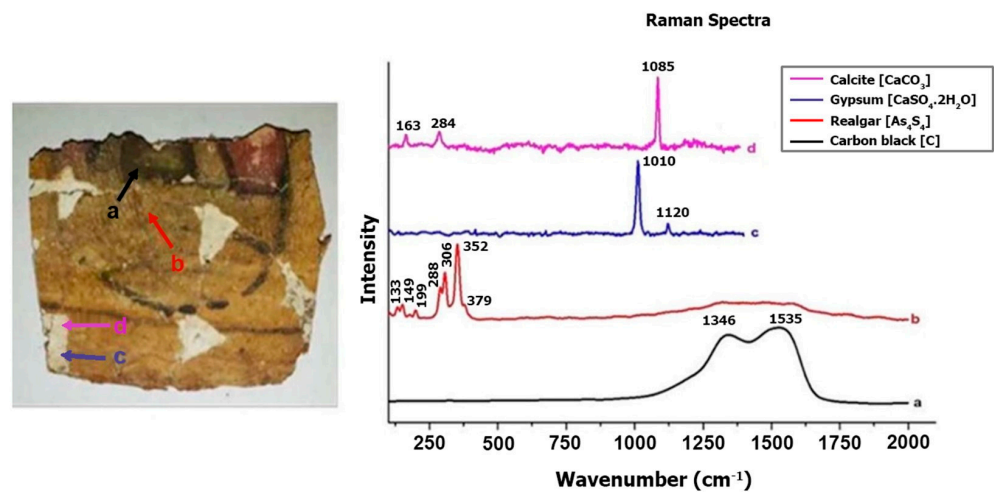 Raman Spectra
Calcite [CaCO₃]
Gypsum [CaSO₄.2H₂O]
Realgar [As₄S₄]
Carbon black [C]
a
b
d
c
Intensity
163
284
1085
d
1010
1120
c
133
149
199
288
306
352
379
b
1346
1535
a
250
500
750
1000
1250
1500
1750
2000
Wavenumber (cm⁻¹)